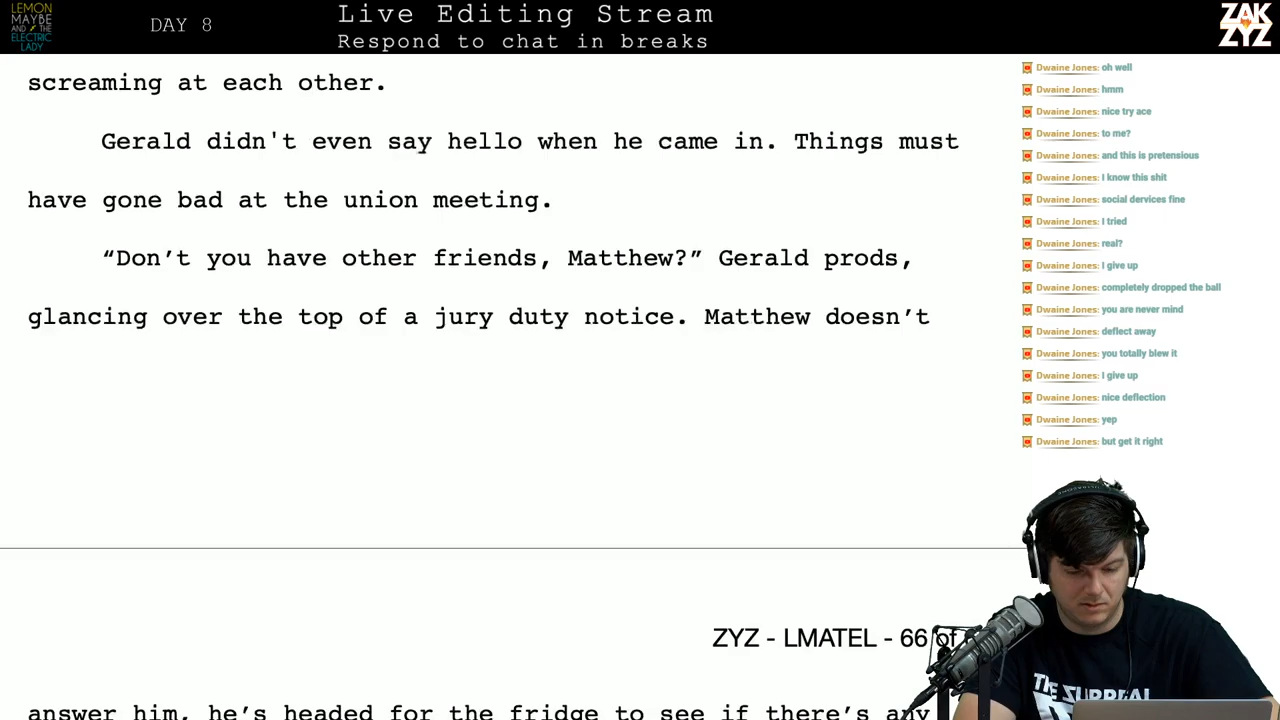 LEMON
MAYBE
AND THE
ELECTRIC
LADY
DAY 8
Live Editing Stream
Respond to chat in breaks
ZAK
ZYZ
screaming at each other.
Gerald didn't even say hello when he came in. Things must
have gone bad at the union meeting.
“Don’t you have other friends, Matthew?” Gerald prods,
glancing over the top of a jury duty notice. Matthew doesn’t
ZYZ - LMATEL - 66 of
answer him, he’s headed for the fridge to see if there’s any
Dwaine Jones: oh well
Dwaine Jones: hmm
Dwaine Jones: nice try ace
Dwaine Jones: to me?
Dwaine Jones: and this is pretensious
Dwaine Jones: I know this shit
Dwaine Jones: social dervices fine
Dwaine Jones: I tried
Dwaine Jones: real?
Dwaine Jones: I give up
Dwaine Jones: completely dropped the ball
Dwaine Jones: you are never mind
Dwaine Jones: deflect away
Dwaine Jones: you totally blew it
Dwaine Jones: I give up
Dwaine Jones: nice deflection
Dwaine Jones: yep
Dwaine Jones: but get it right
THE SURREAL